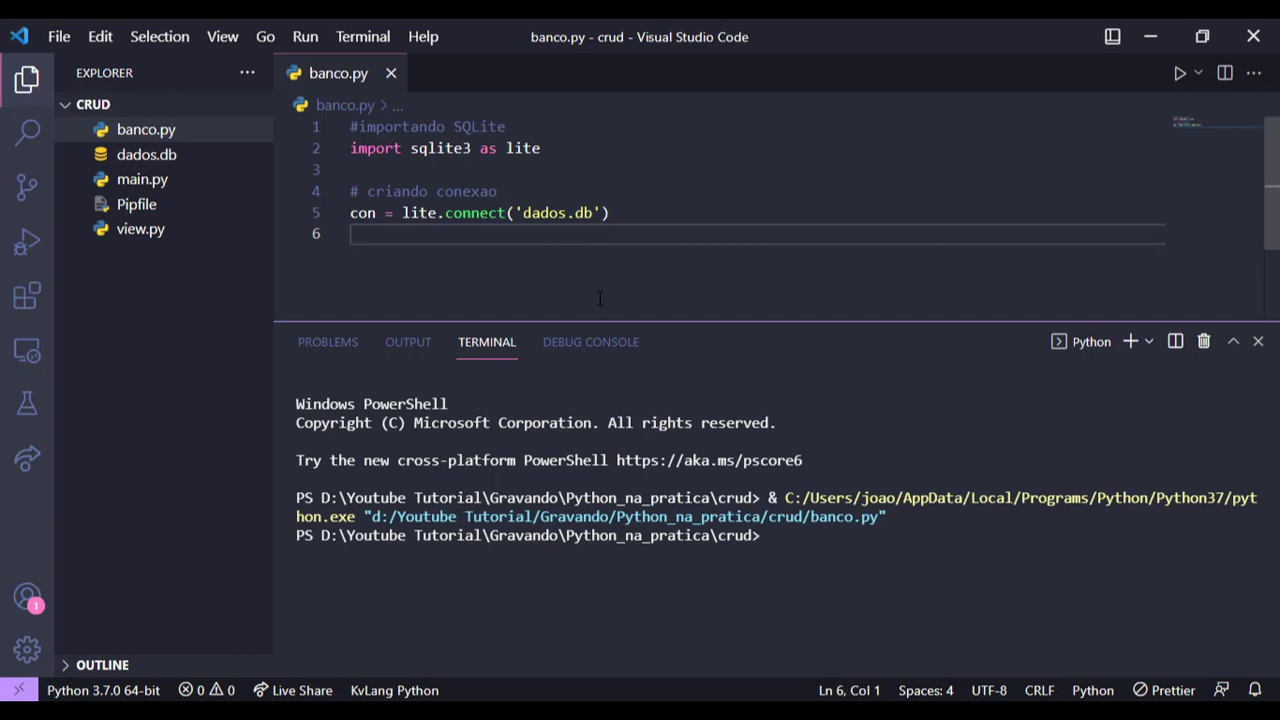 File Edit Selection View Go Run Terminal Help banco.py - crud - Visual Studio Code
EXPLORER ...
CRUD
banco.py
dados.db
main.py
Pipfile
view.py
OUTLINE
banco.py
banco.py > ...
1 #importando SQLite
2 import sqlite3 as lite
3
4 # criando conexao
5 con = lite.connect('dados.db')
6
PROBLEMS OUTPUT TERMINAL DEBUG CONSOLE Python
Windows PowerShell
Copyright (C) Microsoft Corporation. All rights reserved.
Try the new cross-platform PowerShell https://aka.ms/pscore6
PS D:\Youtube Tutorial\Gravando\Python_na_pratica\crud> & C:/Users/joao/AppData/Local/Programs/Python/Python37/pyt
hon.exe "d:/Youtube Tutorial/Gravando/Python_na_pratica/crud/banco.py"
PS D:\Youtube Tutorial\Gravando\Python_na_pratica\crud>
1
Python 3.7.0 64-bit 0 0 Live Share KvLang Python Ln 6, Col 1 Spaces: 4 UTF-8 CRLF Python Prettier